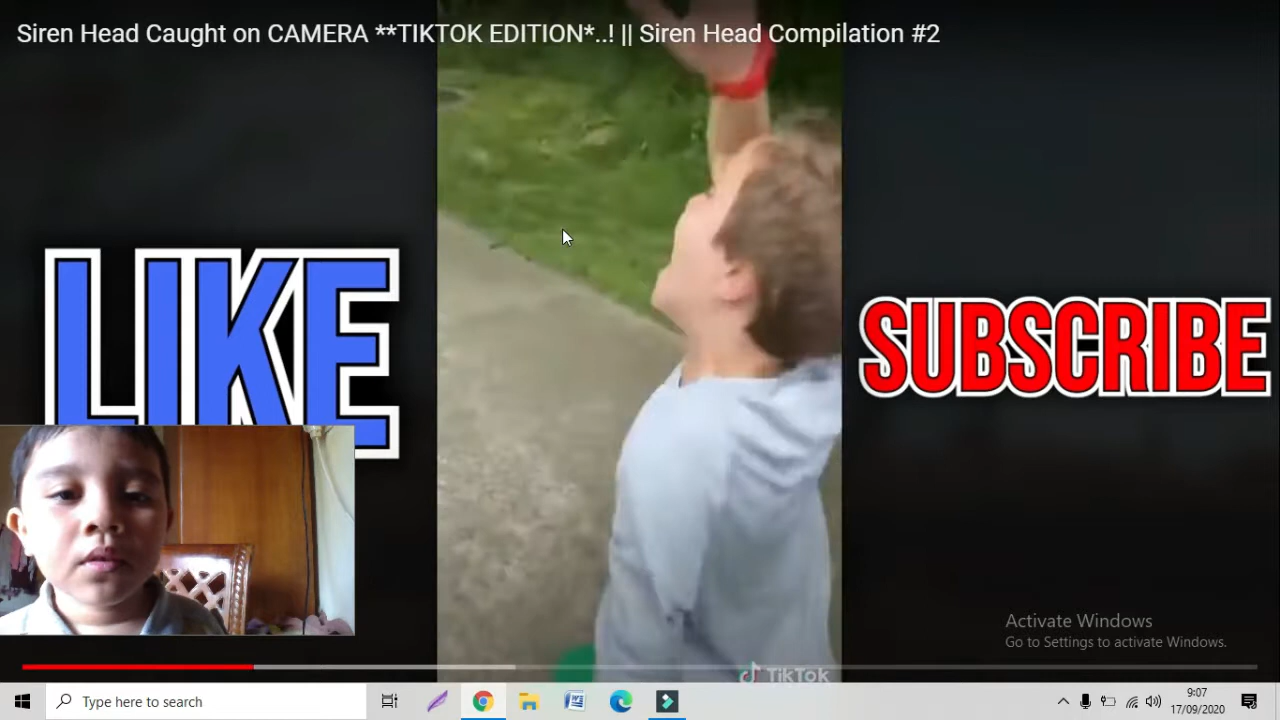 Siren Head Caught on CAMERA **TIKTOK EDITION*..! || Siren Head Compilation #2
LIKE
SUBSCRIBE
Activate Windows
Go to Settings to activate Windows.
TikTok
Type here to search
9:07
17/09/2020